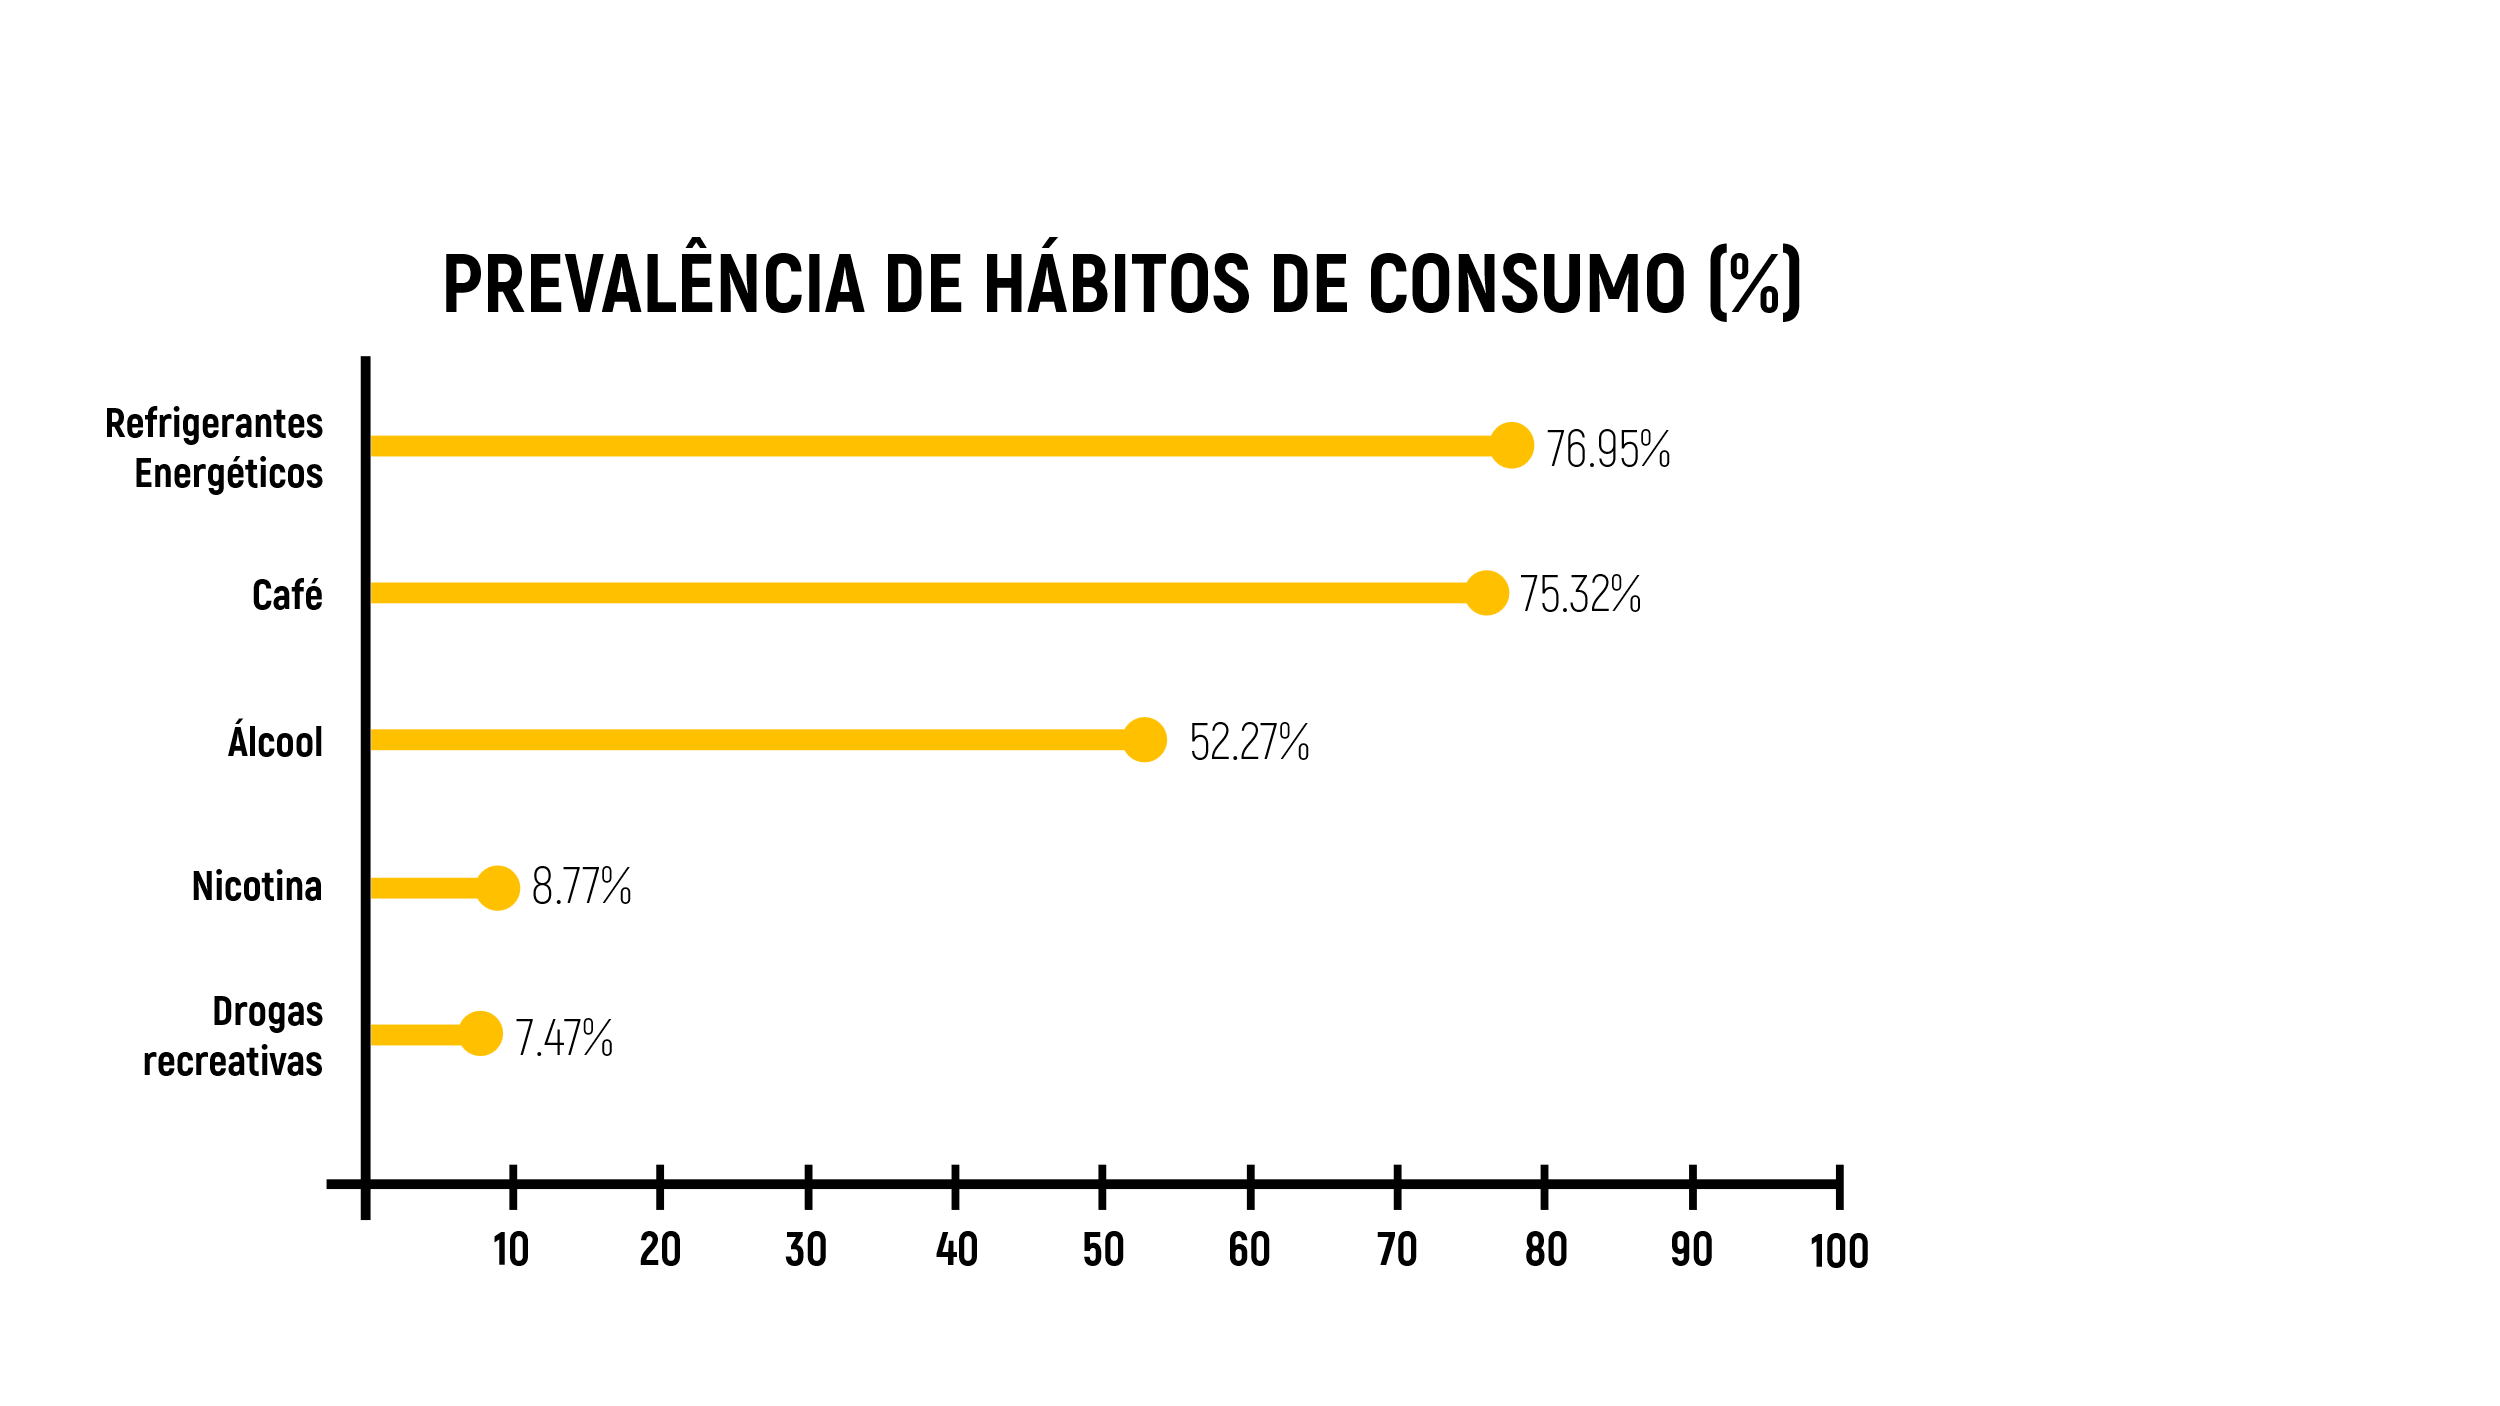 PREVALÊNCIA DE HÁBITOS DE CONSUMO (%)
Refrigerantes
Energéticos
76.95%
Café
75.32%
Álcool
52.27%
Nicotina
8.77%
Drogas
recreativas
7.47%
10 20 30 40 50 60 70 80 90 100